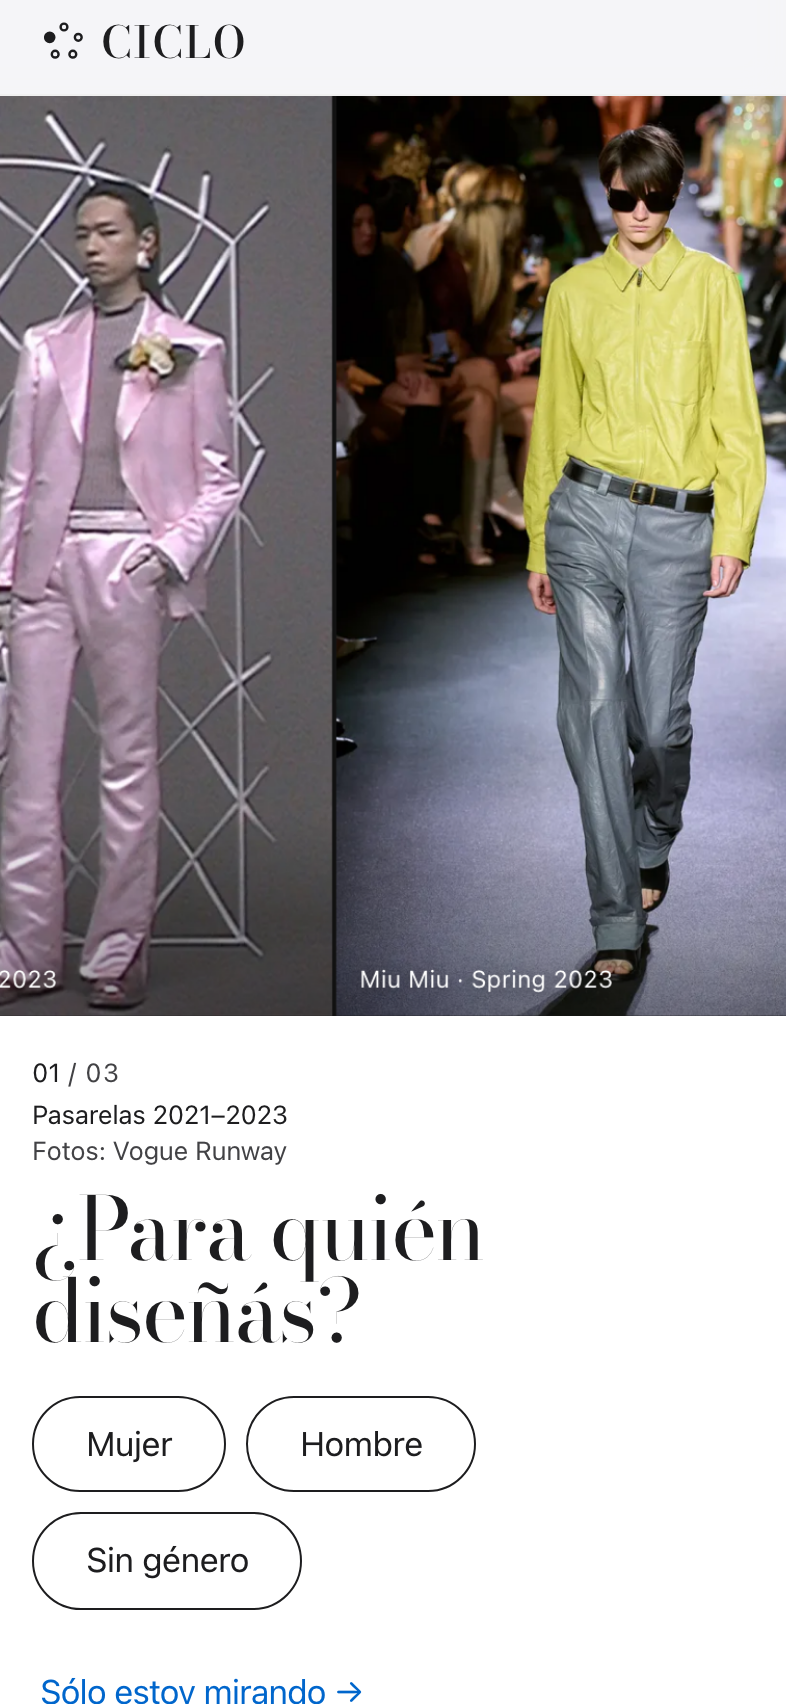 CICLO
2023
Miu Miu · Spring 2023
01 / 03
Pasarelas 2021–2023
Fotos: Vogue Runway
¿Para quién
diseñás?
Mujer
Hombre
Sin género
Sólo estoy mirando →